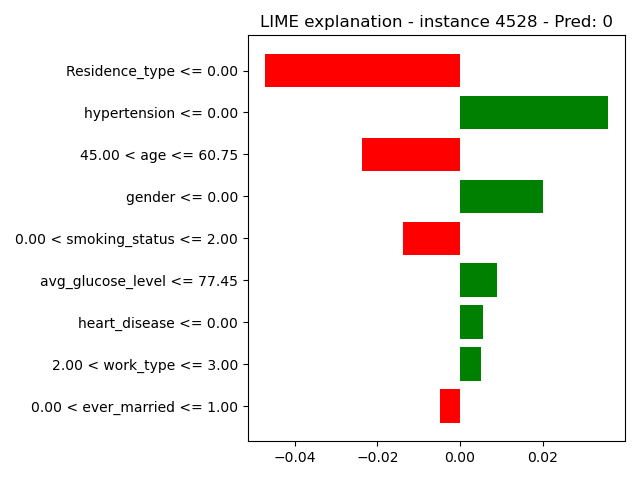 LIME explanation - instance 4528 - Pred: 0
Residence_type <= 0.00
hypertension <= 0.00
45.00 < age <= 60.75
gender <= 0.00
0.00 < smoking_status <= 2.00
avg_glucose_level <= 77.45
heart_disease <= 0.00
2.00 < work_type <= 3.00
0.00 < ever_married <= 1.00
−0.04 −0.02 0.00 0.02